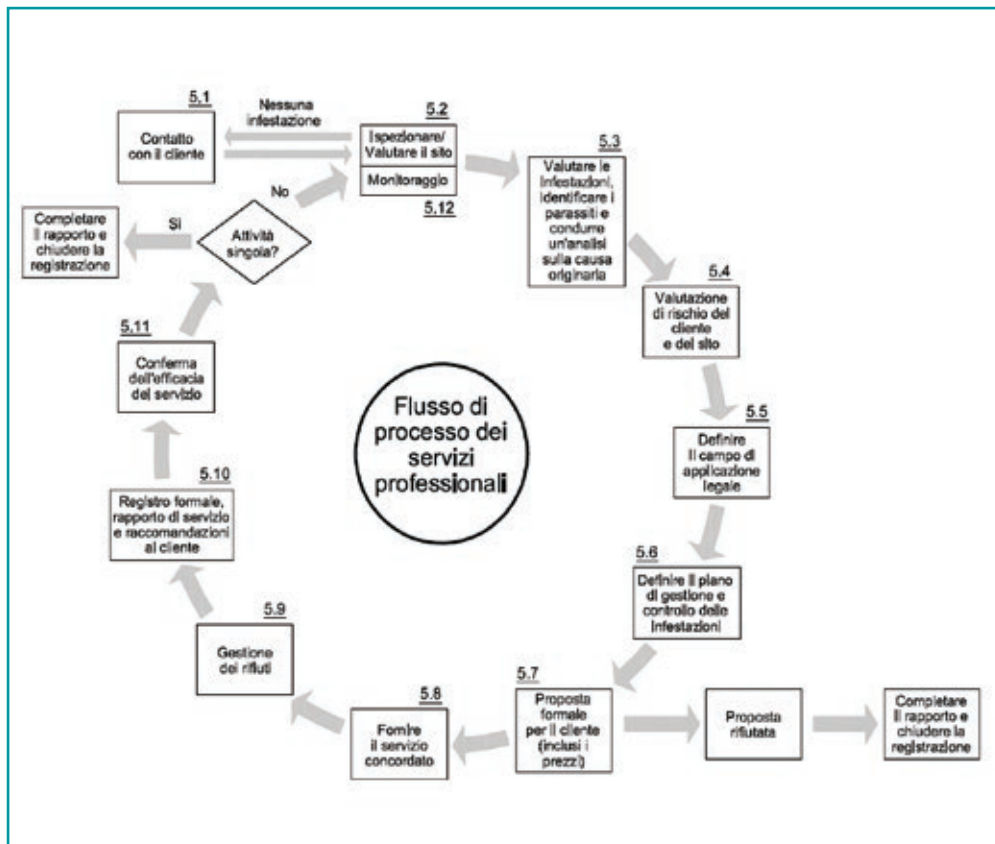 5.1
Contatto
con il cliente
Nessuna
infestazione
5.2
Ispezionare/
Valutare il sito
Monitoraggio
5.12
5.3
Valutare le
infestazioni,
identificare i
parassiti e
condurre
un'analisi
sulla causa
originaria
5.4
Valutazione
di rischio del
cliente
e del sito
5.5
Definire
il campo di
applicazione
legale
5.6
Definire il piano
di gestione e
controllo delle
infestazioni
5.7
Proposta
formale
per il cliente
(inclusi i
prezzi)
Proposta
rifiutata
Completare
il rapporto e
chiudere la
registrazione
5.8
Fornire
il servizio
concordato
5.9
Gestione
dei rifiuti
5.10
Registro formale,
rapporto di servizio
e raccomandazioni
al cliente
5.11
Conferma
dell'efficacia
del servizio
Attività
singola?
No
Si
Completare
il rapporto e
chiudere la
registrazione
Flusso di
processo dei
servizi
professionali